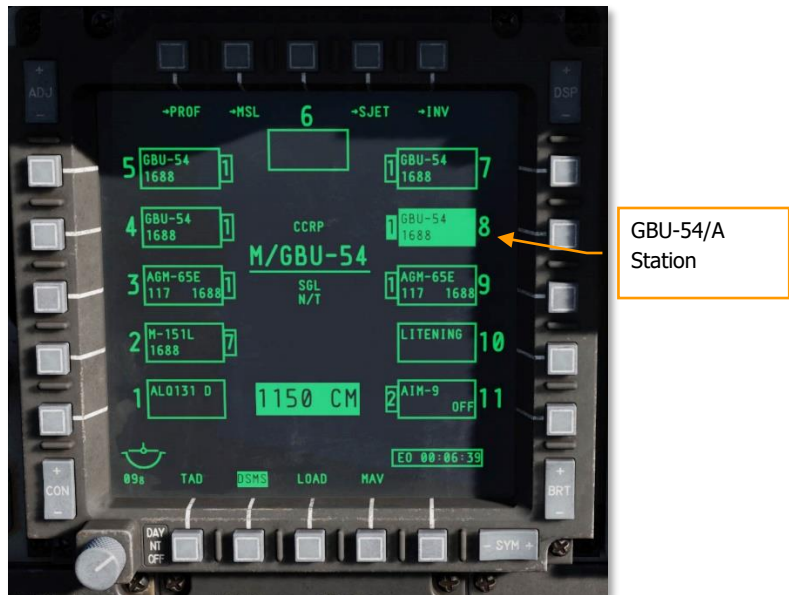 +
ADJ
-
+
DSP
-
→PROF →MSL 6 →SJET →INV
5 GBU-54 1
1688
1 GBU-54 7
1688
4 GBU-54 1
1688
CCRP
M/GBU-54
SGL
N/T
1 GBU-54 8
1688
GBU-54/A
Station
3 AGM-65E 1
117 1688
1 AGM-65E 9
117 1688
2 M-151L 7
1688
LITENING 10
1 ALQ131 D
1150 CM
2 AIM-9 11
OFF
EO 00:06:39
098 TAD DSMS LOAD MAV
+
CON
-
+
BRT
-
DAY
NT
OFF
- SYM +